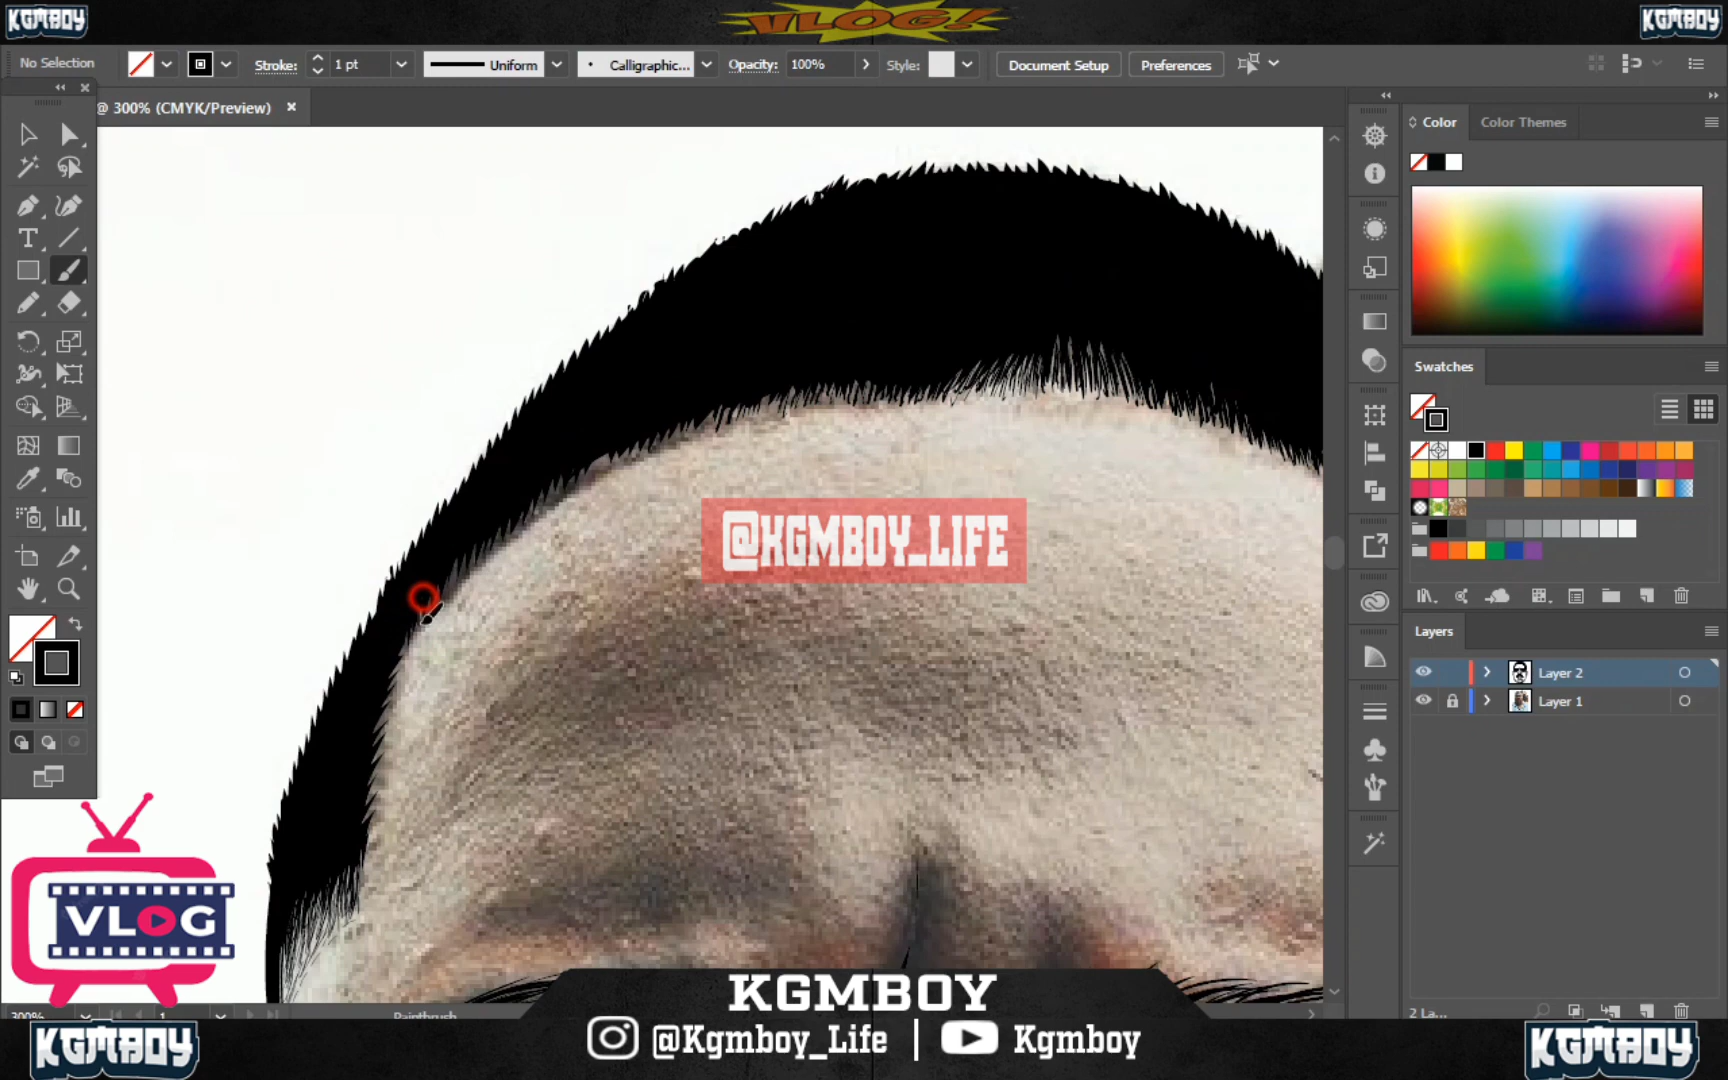 KGMBOY
VLOG!
KGMBOY
No Selection
Stroke:
1 pt
Uniform
Calligraphic...
Opacity:
100%
Style:
Document Setup
Preferences
@ 300% (CMYK/Preview)
×
Color
Color Themes
Swatches
@KGMBOY_LIFE
Layers
Layer 2
Layer 1
VLOG
300%
1
Paintbrush
2 La...
KGMBOY
KGMBOY
@Kgmboy_Life | Kgmboy
KGMBOY